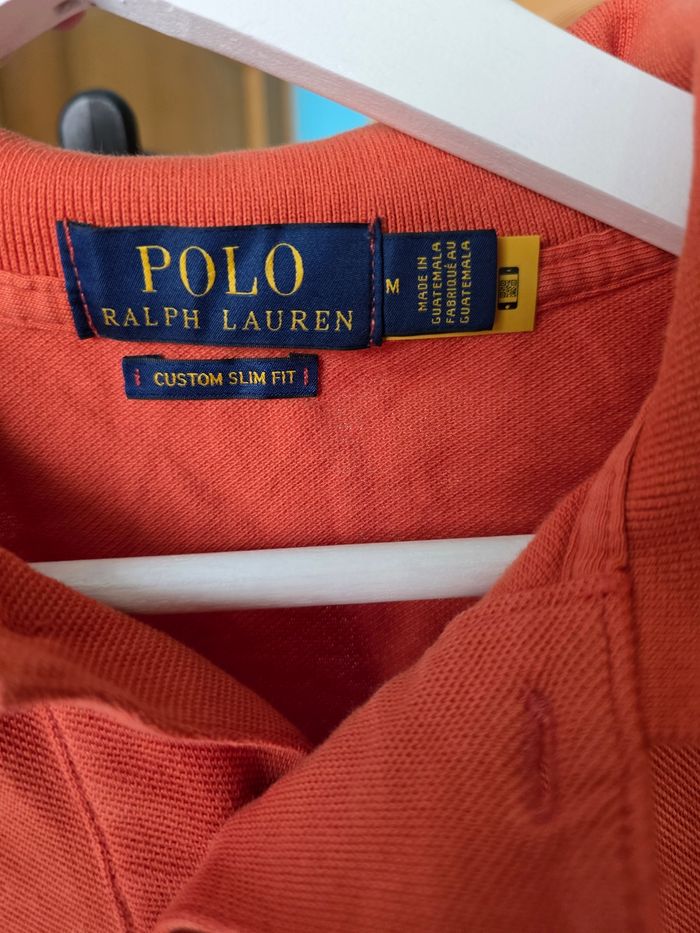 POLO
RALPH LAUREN
M
MADE IN
GUATEMALA
FABRIQUÉ AU
GUATEMALA
CUSTOM SLIM FIT